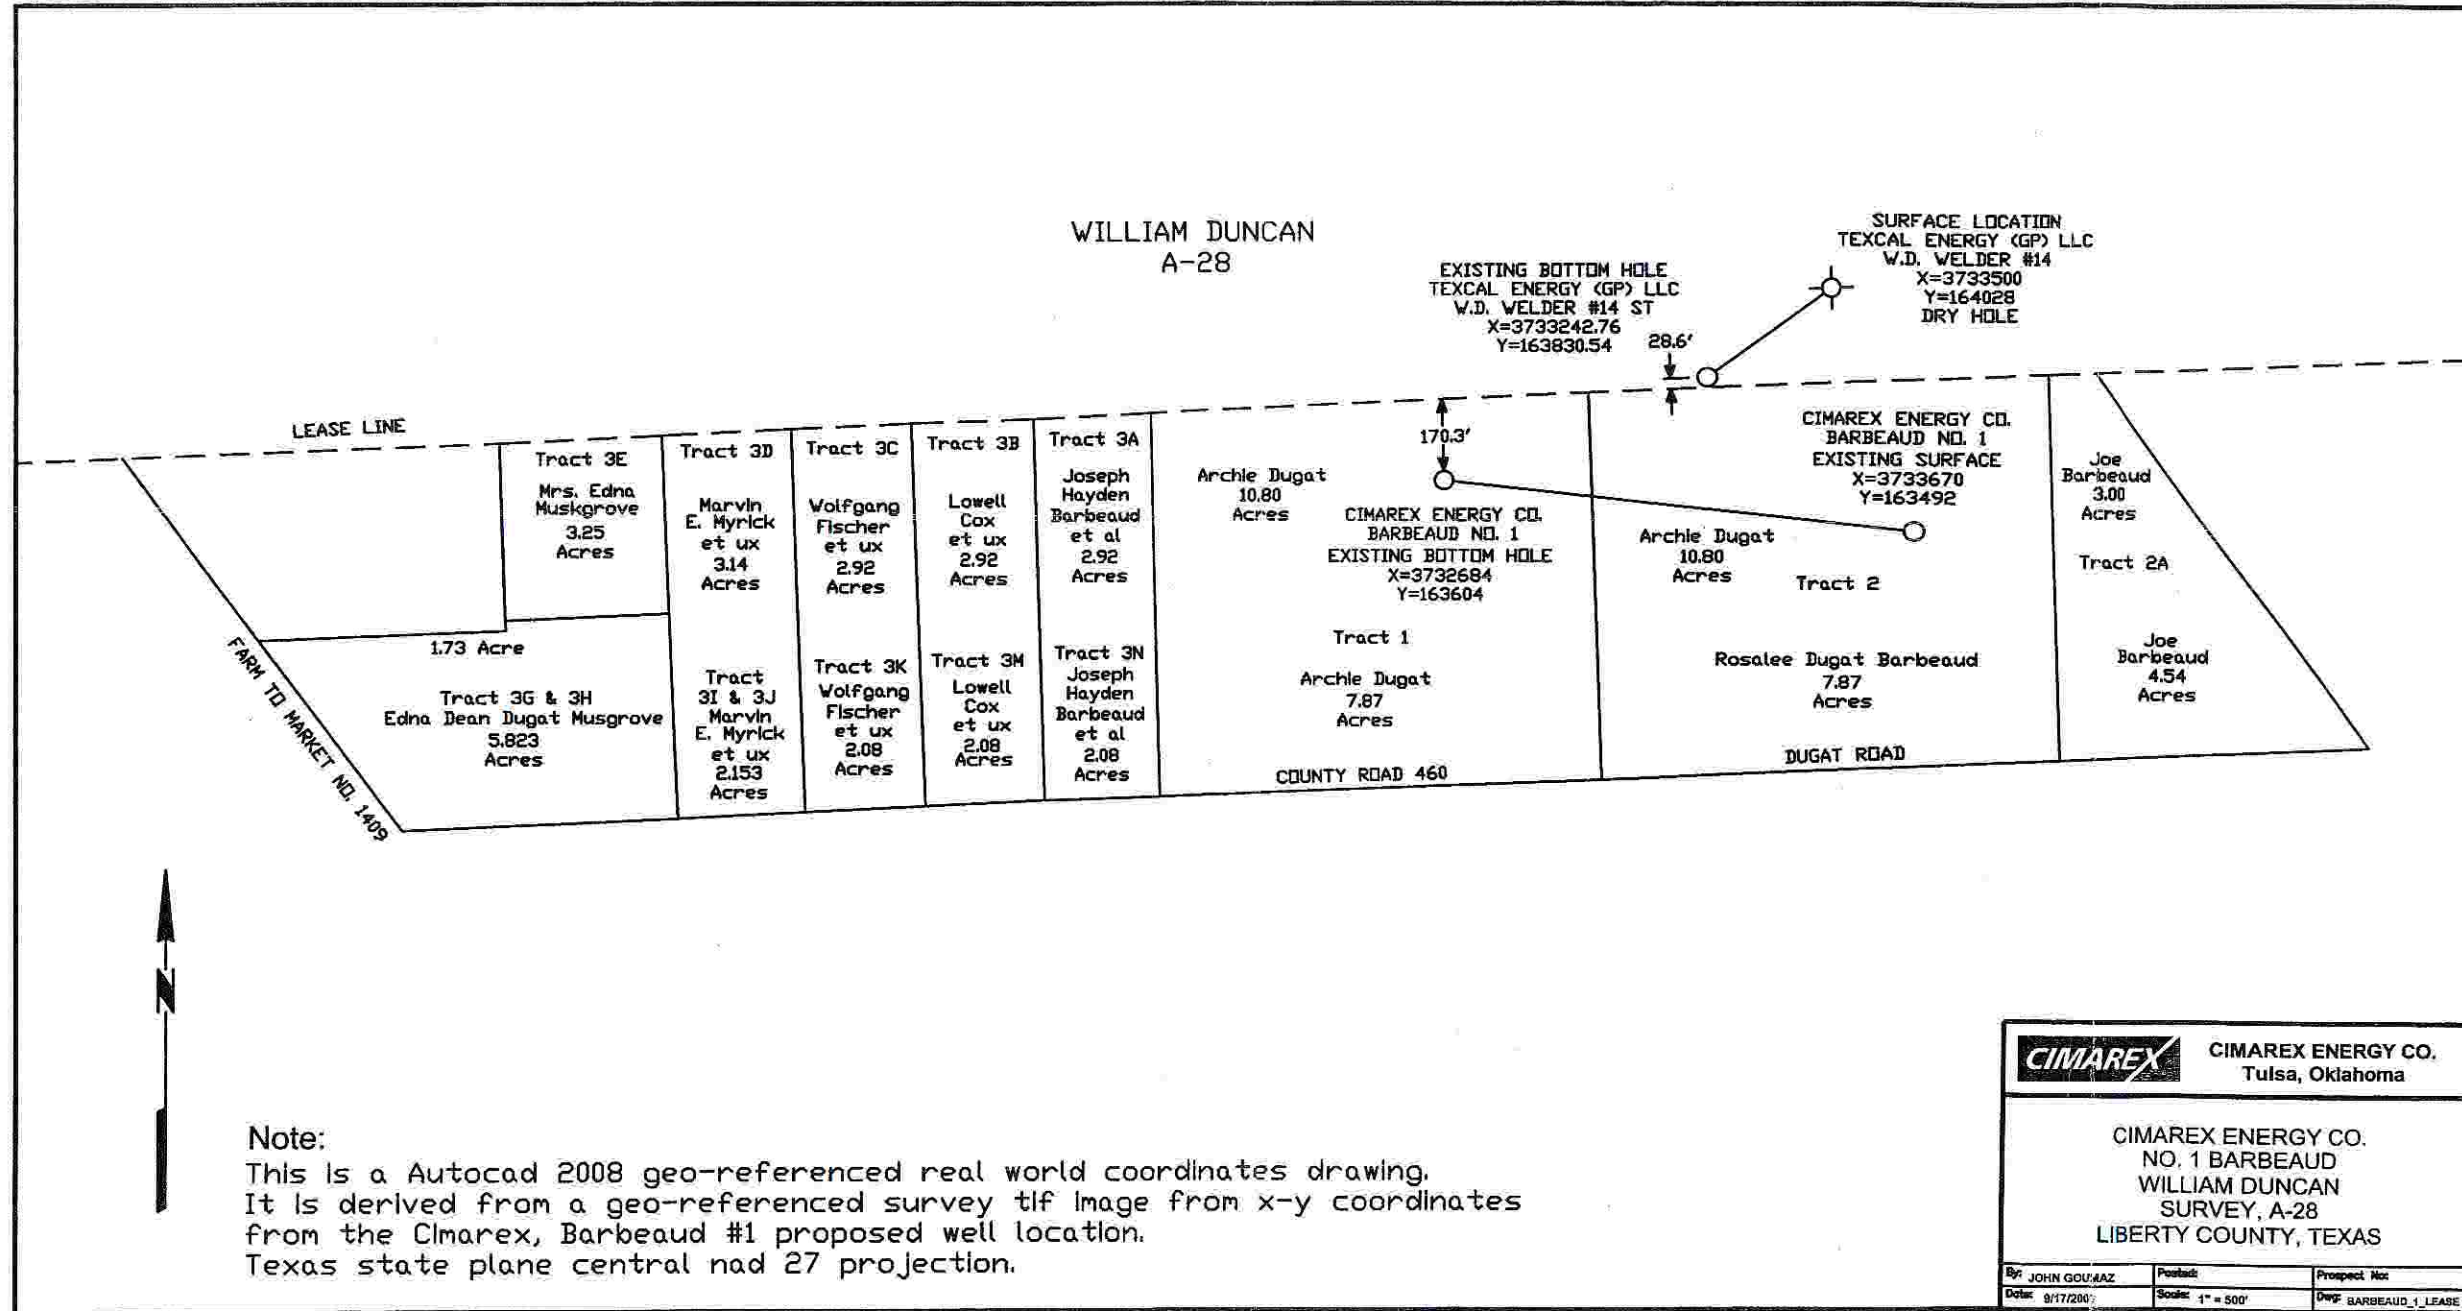 WILLIAM DUNCAN
A-28
SURFACE LOCATION
TEXCAL ENERGY (GP) LLC
W.D. WELDER #14
X=3733500
Y=164028
DRY HOLE
EXISTING BOTTOM HOLE
TEXCAL ENERGY (GP) LLC
W.D. WELDER #14 ST
X=3733242.76
Y=163830.54
28.6'
LEASE LINE
Tract 3E
Mrs. Edna
Muskgrove
3.25
Acres
Tract 3D
Marvin
E. Myrick
et ux
3.14
Acres
Tract 3C
Wolfgang
Fischer
et ux
2.92
Acres
Tract 3B
Lowell
Cox
et ux
2.92
Acres
Tract 3A
Joseph
Hayden
Barbeaud
et al
2.92
Acres
Archie Dugat
10.80
Acres
170.3'
CIMAREX ENERGY CO.
BARBEAUD NO. 1
EXISTING BOTTOM HOLE
X=3732684
Y=163604
CIMAREX ENERGY CO.
BARBEAUD NO. 1
EXISTING SURFACE
X=3733670
Y=163492
Archie Dugat
10.80
Acres
Tract 2
Joe
Barbeaud
3.00
Acres
Tract 2A
FARM TO MARKET NO. 1409
1.73 Acre
Tract 3G & 3H
Edna Dean Dugat Musgrove
5.823
Acres
Tract
3I & 3J
Marvin
E. Myrick
et ux
2.153
Acres
Tract 3K
Wolfgang
Fischer
et ux
2.08
Acres
Tract 3M
Lowell
Cox
et ux
2.08
Acres
Tract 3N
Joseph
Hayden
Barbeaud
et al
2.08
Acres
Tract 1
Archie Dugat
7.87
Acres
COUNTY ROAD 460
Rosalee Dugat Barbeaud
7.87
Acres
DUGAT ROAD
Joe
Barbeaud
4.54
Acres
N
Note:
This is a Autocad 2008 geo-referenced real world coordinates drawing.
It is derived from a geo-referenced survey tif image from x-y coordinates
from the Cimarex, Barbeaud #1 proposed well location.
Texas state plane central nad 27 projection.
CIMAREX
CIMAREX ENERGY CO.
Tulsa, Oklahoma
CIMAREX ENERGY CO.
NO. 1 BARBEAUD
WILLIAM DUNCAN
SURVEY, A-28
LIBERTY COUNTY, TEXAS
By: JOHN
Posted:
Prospect No:
Date:
Scale: 1" = 500'
Dwg: BARBEAUD_1_LEASE